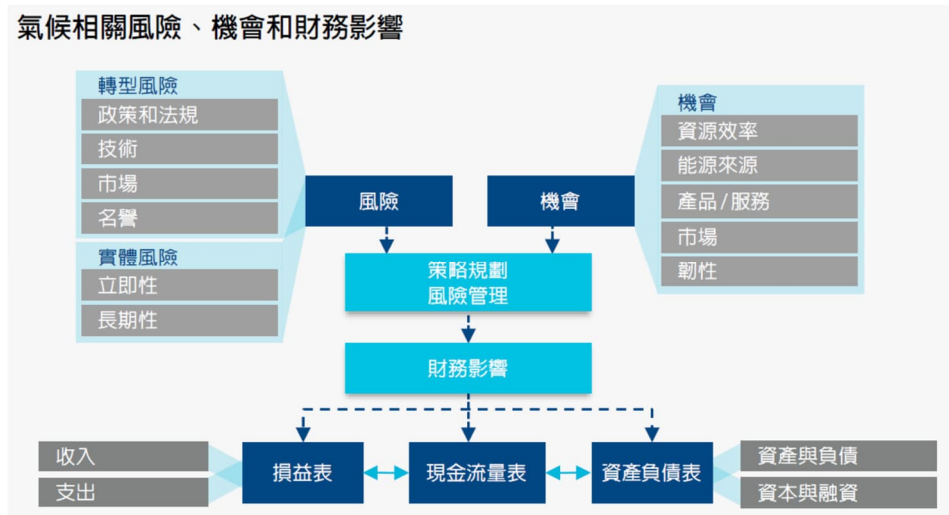 氣候相關風險、機會和財務影響
轉型風險
政策和法規
技術
市場
名譽
實體風險
立即性
長期性
風險
機會
機會
資源效率
能源來源
產品/服務
市場
韌性
策略規劃
風險管理
財務影響
收入
支出
損益表
現金流量表
資產負債表
資產與負債
資本與融資